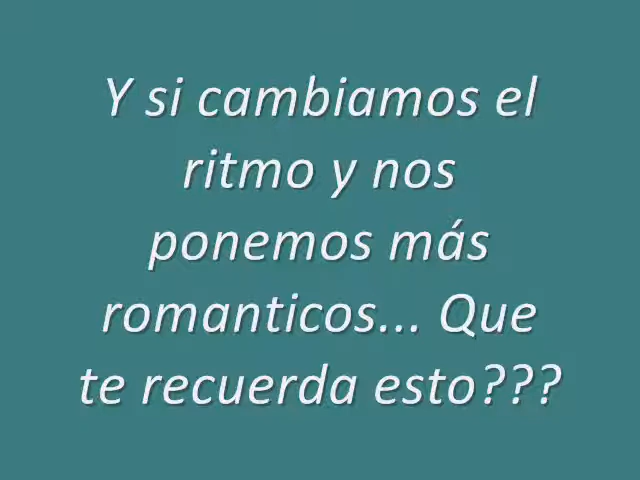 Y si cambiamos el
ritmo y nos
ponemos más
romanticos... Que
te recuerda esto???